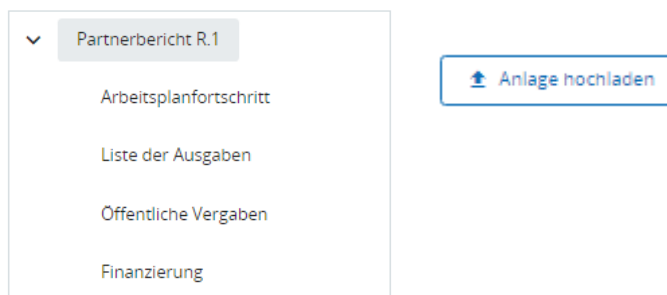 Partnerbericht R.1
Anlage hochladen
Arbeitsplanfortschritt
Liste der Ausgaben
Öffentliche Vergaben
Finanzierung